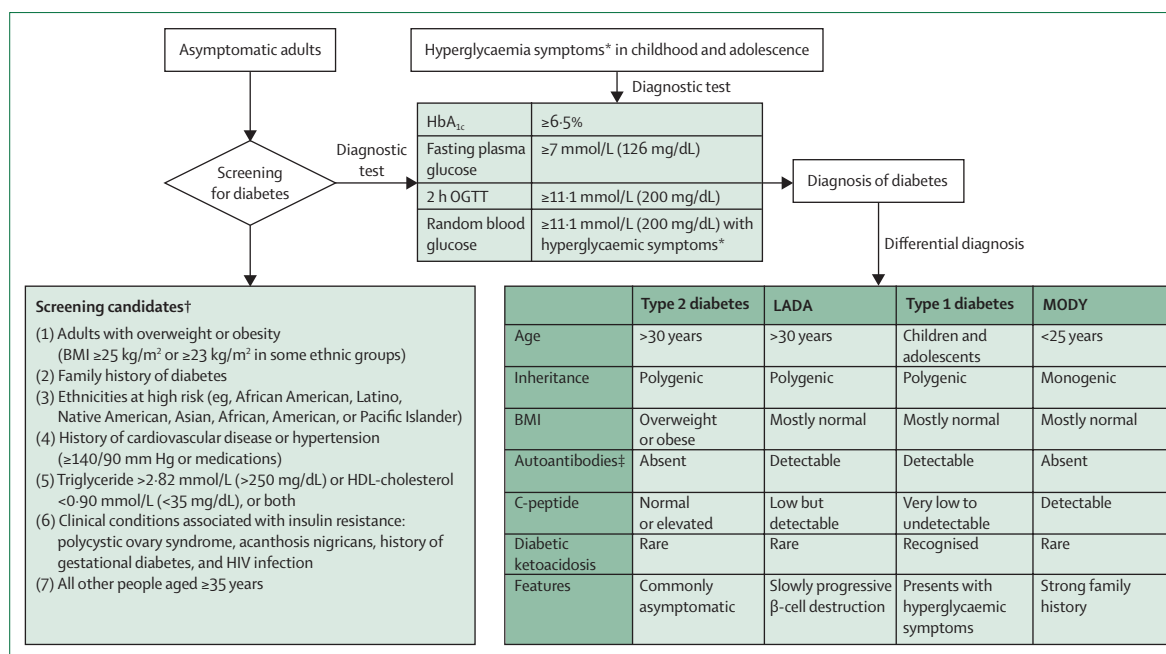 Asymptomatic adults
Hyperglycaemia symptoms* in childhood and adolescence
Diagnostic test
Screening
for diabetes
Diagnostic
test
HbA1c
≥6·5%
Fasting plasma
glucose
≥7 mmol/L (126 mg/dL)
2 h OGTT
≥11·1 mmol/L (200 mg/dL)
Random blood
glucose
≥11·1 mmol/L (200 mg/dL) with
hyperglycaemic symptoms*
Diagnosis of diabetes
Differential diagnosis
Screening candidates†
(1) Adults with overweight or obesity
(BMI ≥25 kg/m² or ≥23 kg/m² in some ethnic groups)
(2) Family history of diabetes
(3) Ethnicities at high risk (eg, African American, Latino,
Native American, Asian, African, American, or Pacific Islander)
(4) History of cardiovascular disease or hypertension
(≥140/90 mm Hg or medications)
(5) Triglyceride >2·82 mmol/L (>250 mg/dL) or HDL-cholesterol
<0·90 mmol/L (<35 mg/dL), or both
(6) Clinical conditions associated with insulin resistance:
polycystic ovary syndrome, acanthosis nigricans, history of
gestational diabetes, and HIV infection
(7) All other people aged ≥35 years
Type 2 diabetes
LADA
Type 1 diabetes
MODY
Age
>30 years
>30 years
Children and
adolescents
<25 years
Inheritance
Polygenic
Polygenic
Polygenic
Monogenic
BMI
Overweight
or obese
Mostly normal
Mostly normal
Mostly normal
Autoantibodies‡
Absent
Detectable
Detectable
Absent
C-peptide
Normal
or elevated
Low but
detectable
Very low to
undetectable
Detectable
Diabetic
ketoacidosis
Rare
Rare
Recognised
Rare
Features
Commonly
asymptomatic
Slowly progressive
β-cell destruction
Presents with
hyperglycaemic
symptoms
Strong family
history